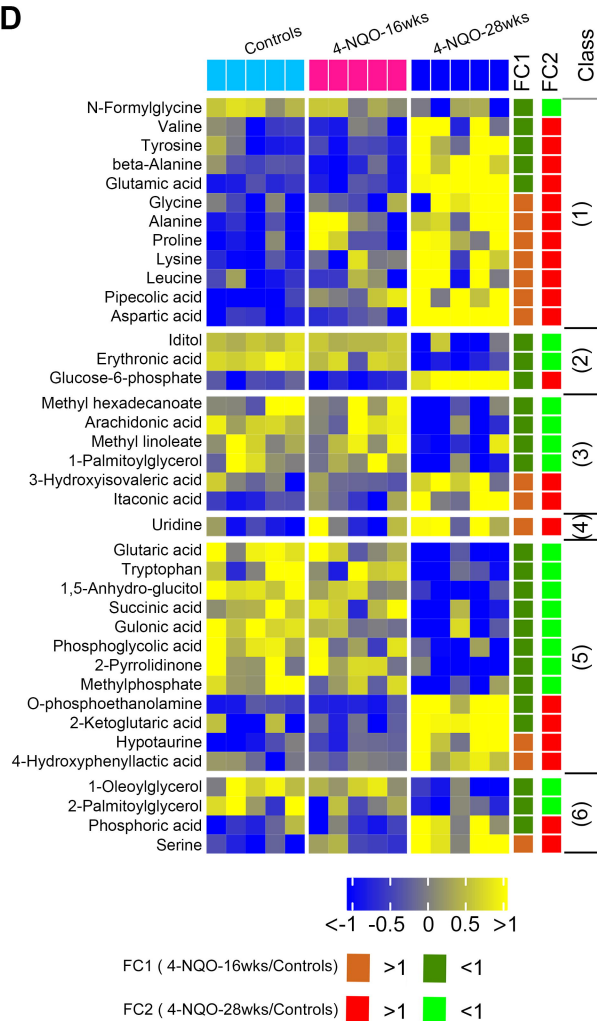 D
Controls 4-NQO-16wks 4-NQO-28wks FC1 FC2 Class
N-Formylglycine
Valine
Tyrosine
beta-Alanine
Glutamic acid
Glycine
Alanine
Proline
Lysine
Leucine
Pipecolic acid
Aspartic acid
(1)
Iditol
Erythronic acid
Glucose-6-phosphate
(2)
Methyl hexadecanoate
Arachidonic acid
Methyl linoleate
1-Palmitoylglycerol
3-Hydroxyisovaleric acid
Itaconic acid
(3)
Uridine
(4)
Glutaric acid
Tryptophan
1,5-Anhydro-glucitol
Succinic acid
Gulonic acid
Phosphoglycolic acid
2-Pyrrolidinone
Methylphosphate
O-phosphoethanolamine
2-Ketoglutaric acid
Hypotaurine
4-Hydroxyphenyllactic acid
(5)
1-Oleoylglycerol
2-Palmitoylglycerol
Phosphoric acid
Serine
(6)
<-1 -0.5 0 0.5 >1
FC1 ( 4-NQO-16wks/Controls) >1 <1
FC2 ( 4-NQO-28wks/Controls) >1 <1